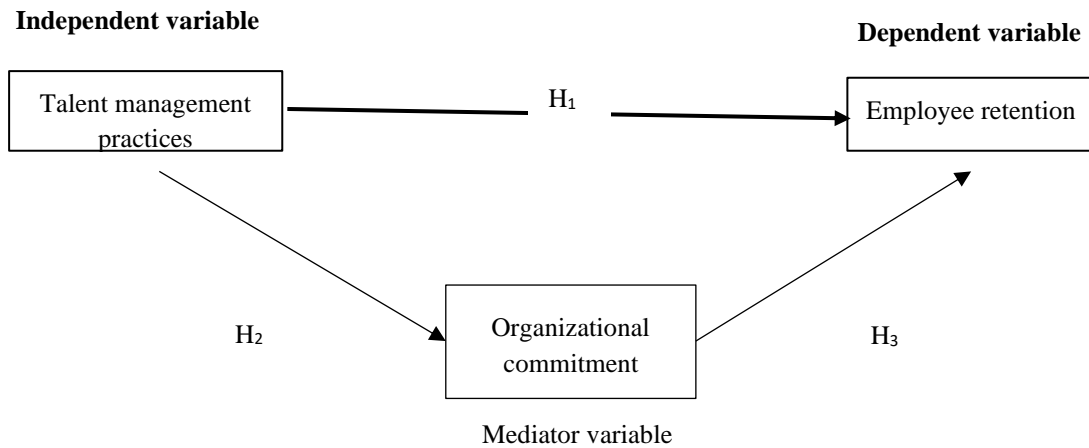 Independent variable
Dependent variable
Talent management
practices
H₁
Employee retention
H₂
Organizational
commitment
H₃
Mediator variable